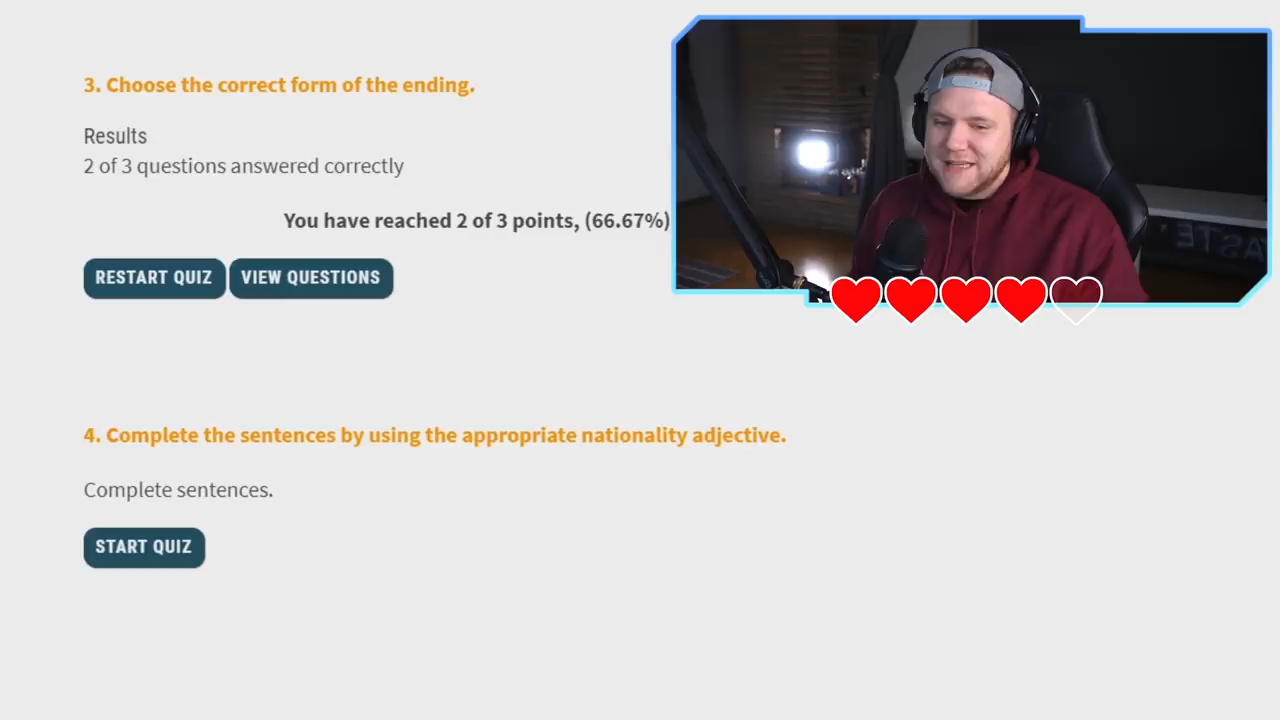 3. Choose the correct form of the ending.
Results
2 of 3 questions answered correctly
You have reached 2 of 3 points, (66.67%)
RESTART QUIZ
VIEW QUESTIONS
4. Complete the sentences by using the appropriate nationality adjective.
Complete sentences.
START QUIZ